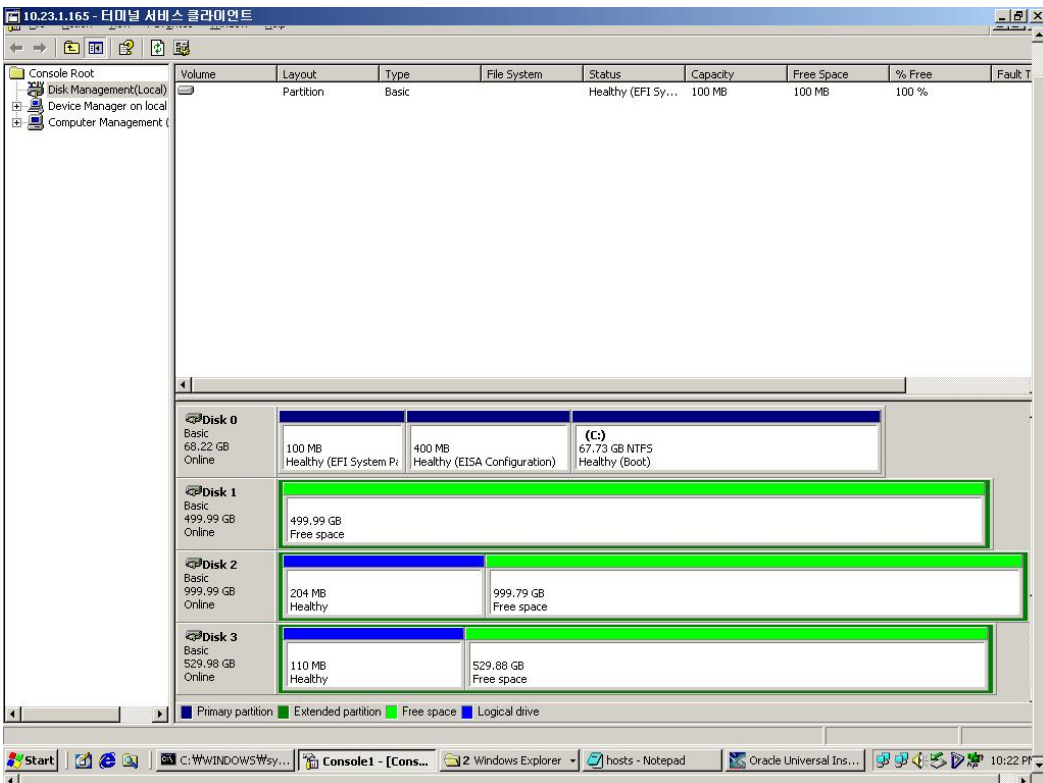 10.23.1.165 - 터미널 서비스 클라이언트
Console Root
Disk Management(Local)
Device Manager on local
Computer Management (
Volume Layout Type File System Status Capacity Free Space % Free Fault T
Partition Basic Healthy (EFI Sy... 100 MB 100 MB 100 %
Disk 0
Basic
68.22 GB
Online
100 MB
Healthy (EFI System Pa
400 MB
Healthy (EISA Configuration)
(C:)
67.73 GB NTFS
Healthy (Boot)
Disk 1
Basic
499.99 GB
Online
499.99 GB
Free space
Disk 2
Basic
999.99 GB
Online
204 MB
Healthy
999.79 GB
Free space
Disk 3
Basic
529.98 GB
Online
110 MB
Healthy
529.88 GB
Free space
Primary partition Extended partition Free space Logical drive
Start C:₩WINDOWS₩sy... Console1 - [Cons... 2 Windows Explorer hosts - Notepad Oracle Universal Ins... 10:22 PM